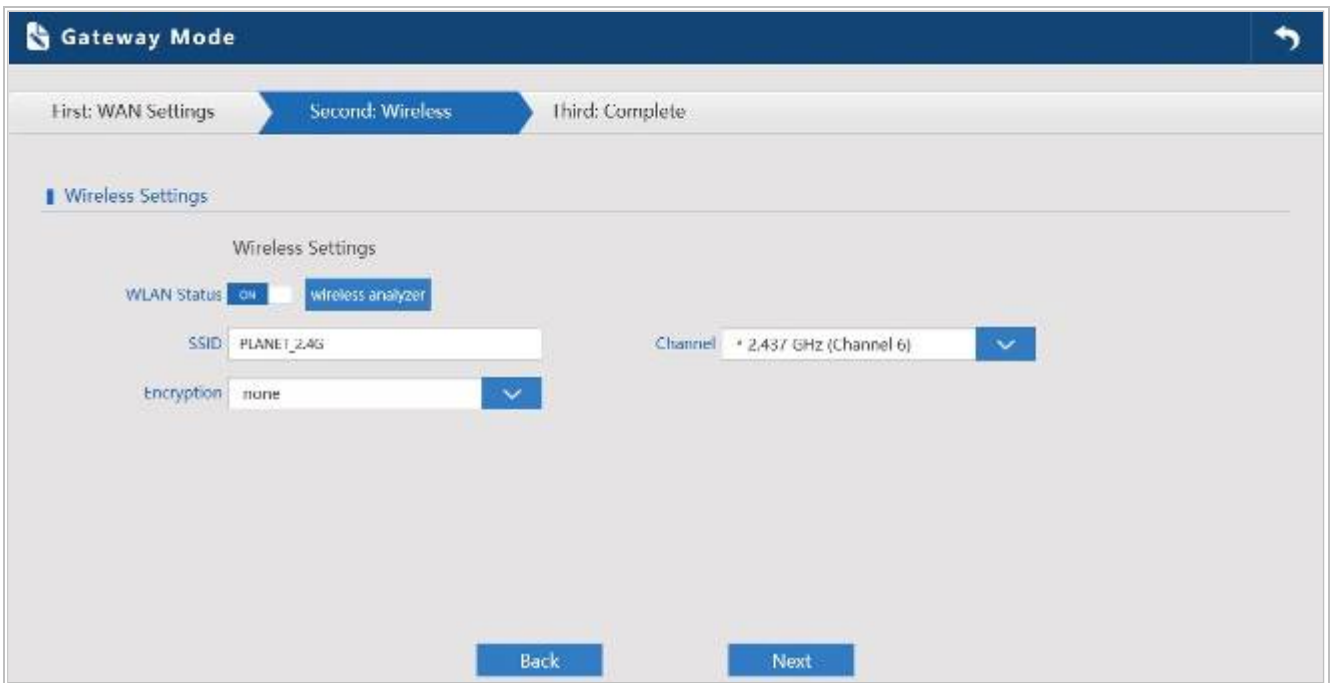 Gateway Mode
First: WAN Settings Second: Wireless Third: Complete
Wireless Settings
Wireless Settings
WLAN Status ON wireless analyzer
SSID PLANET_2.4G Channel * 2.437 GHz (Channel 6)
Encryption none
Back Next